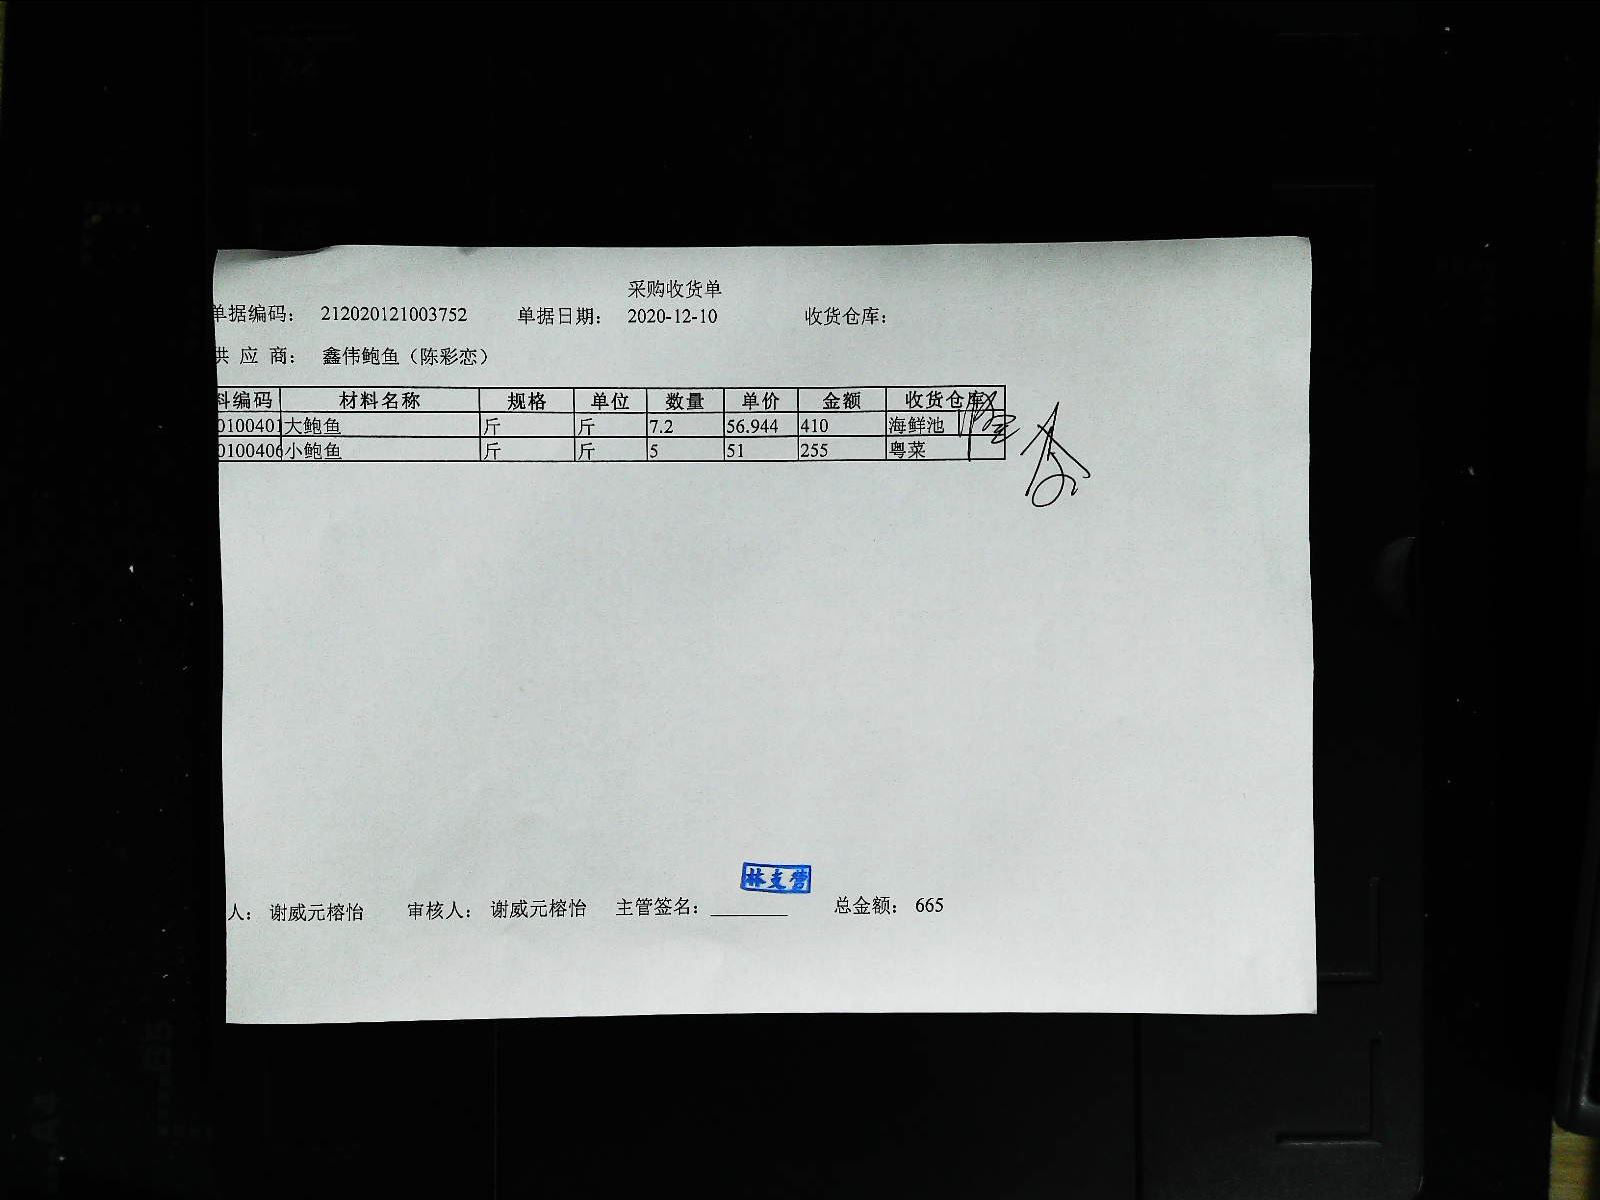 采购收货单
单据编码： 212020121003752 单据日期： 2020-12-10 收货仓库：
供 应 商： 鑫伟鲍鱼（陈彩恋）
料编码 材料名称 规格 单位 数量 单价 金额 收货仓库
0100401 大鲍鱼 斤 斤 7.2 56.944 410 海鲜池
0100406 小鲍鱼 斤 斤 5 51 255 粤菜
林支营
人： 谢威元榕怡 审核人： 谢威元榕怡 主管签名： 总金额： 665